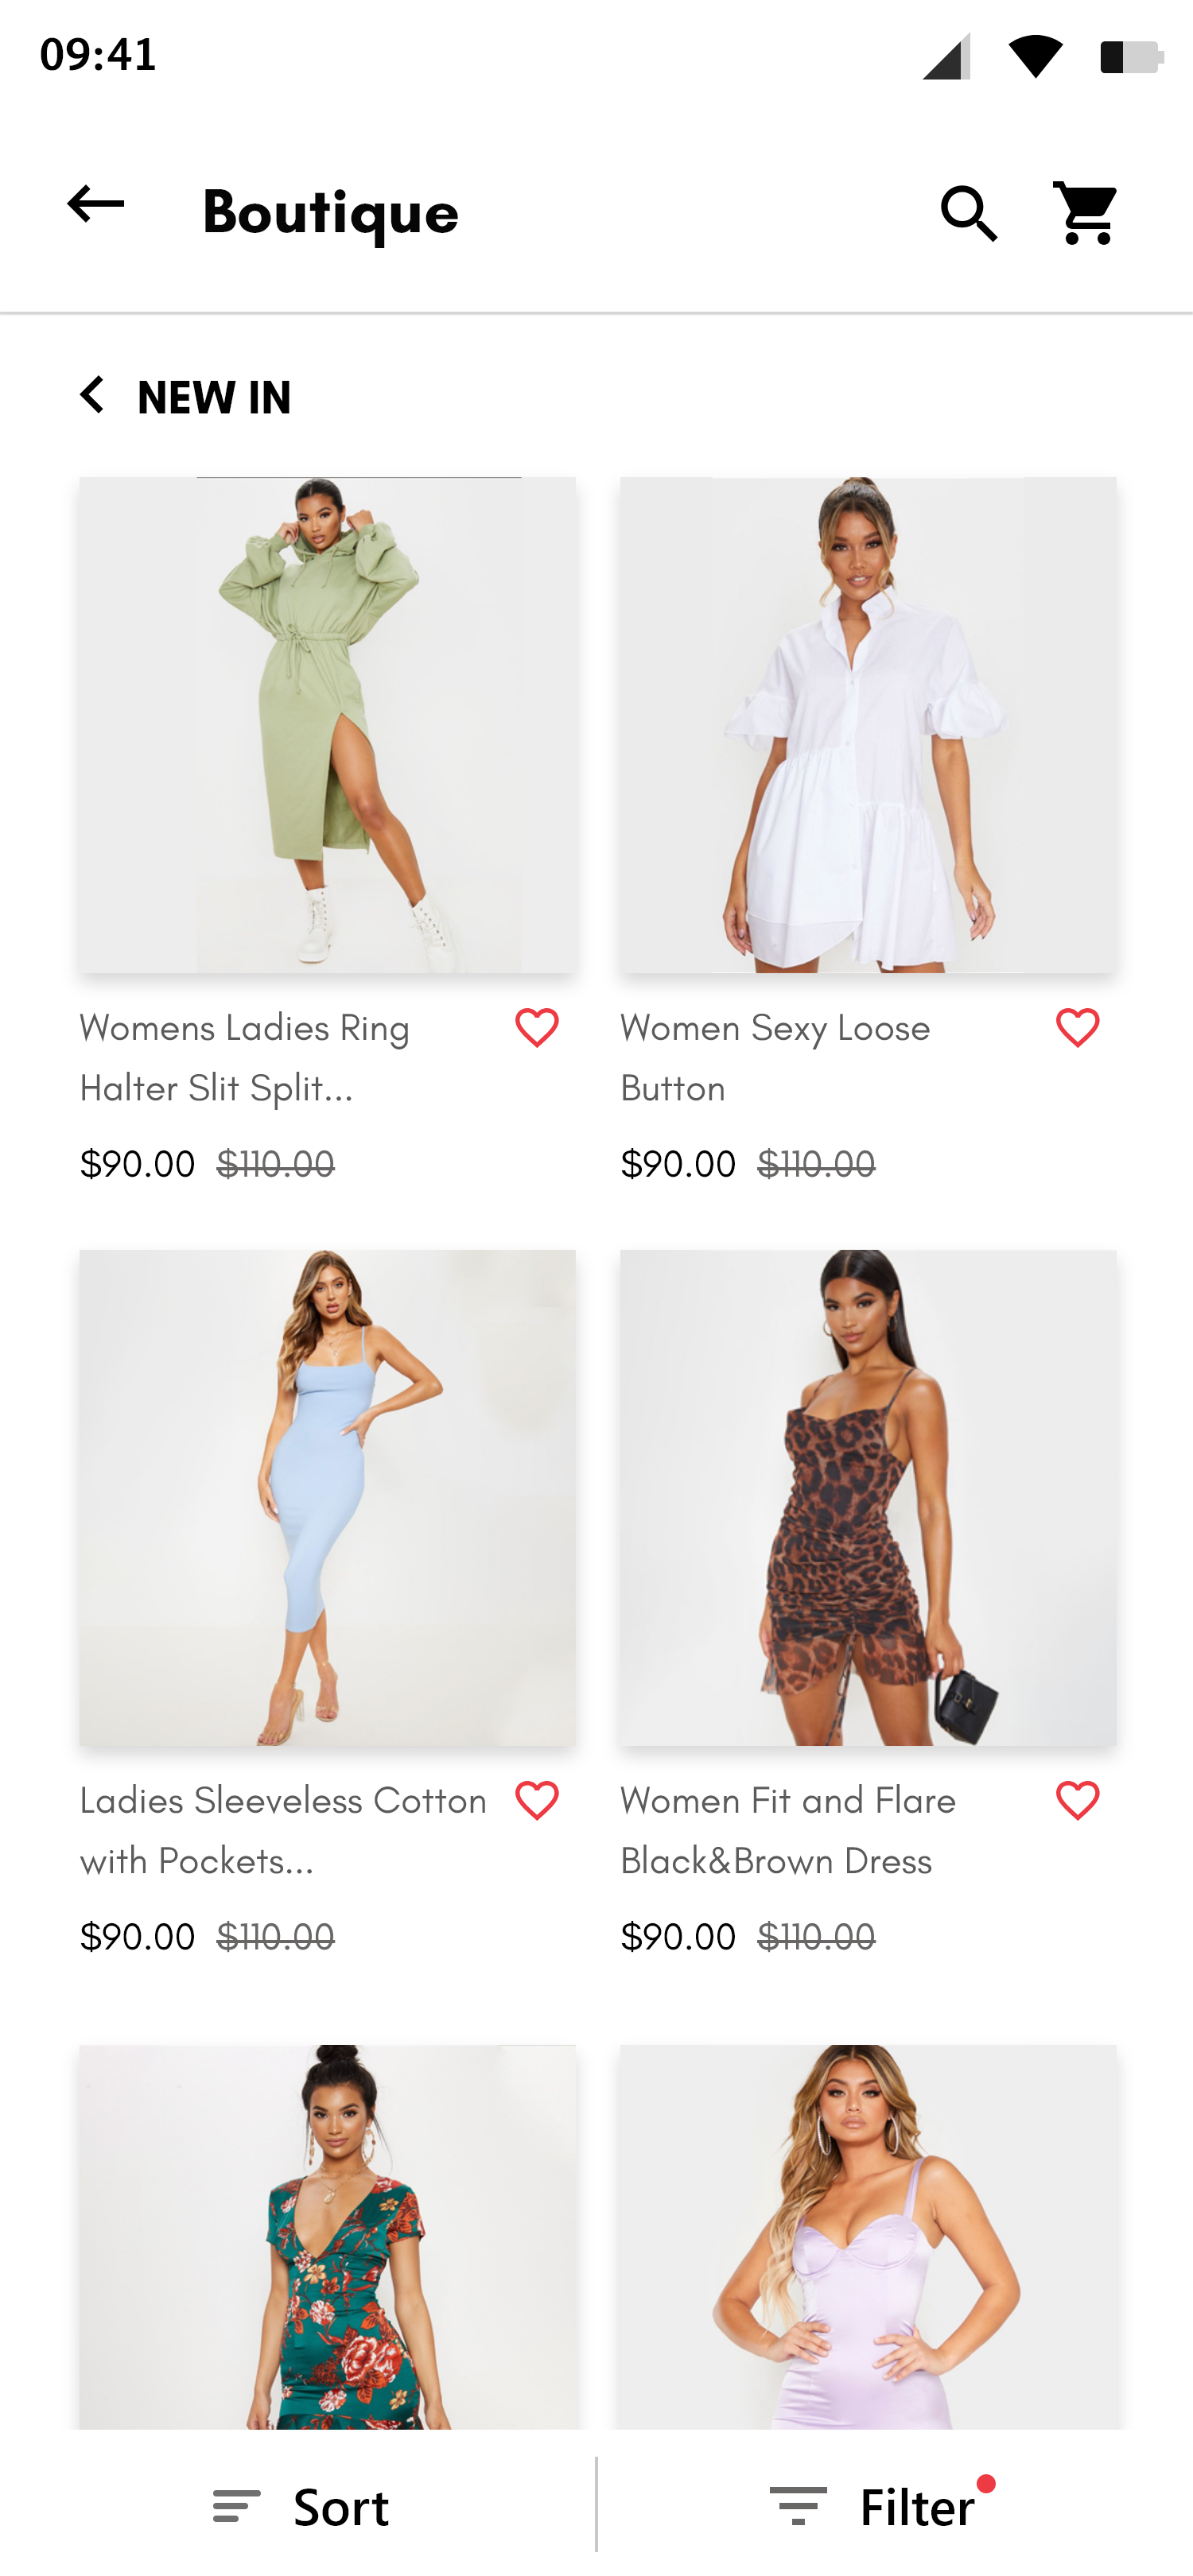 09:41
Boutique
NEW IN
Womens Ladies Ring
Halter Slit Split...
$90.00 $110.00
Women Sexy Loose
Button
$90.00 $110.00
Ladies Sleeveless Cotton
with Pockets...
$90.00 $110.00
Women Fit and Flare
Black&Brown Dress
$90.00 $110.00
Sort
Filter